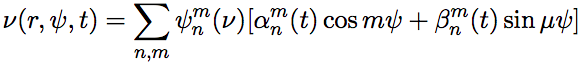 ν(r, ψ, t) = ∑_{n,m} ψ_n^m(ν)[α_n^m(t) cos mψ + β_n^m(t) sin μψ]